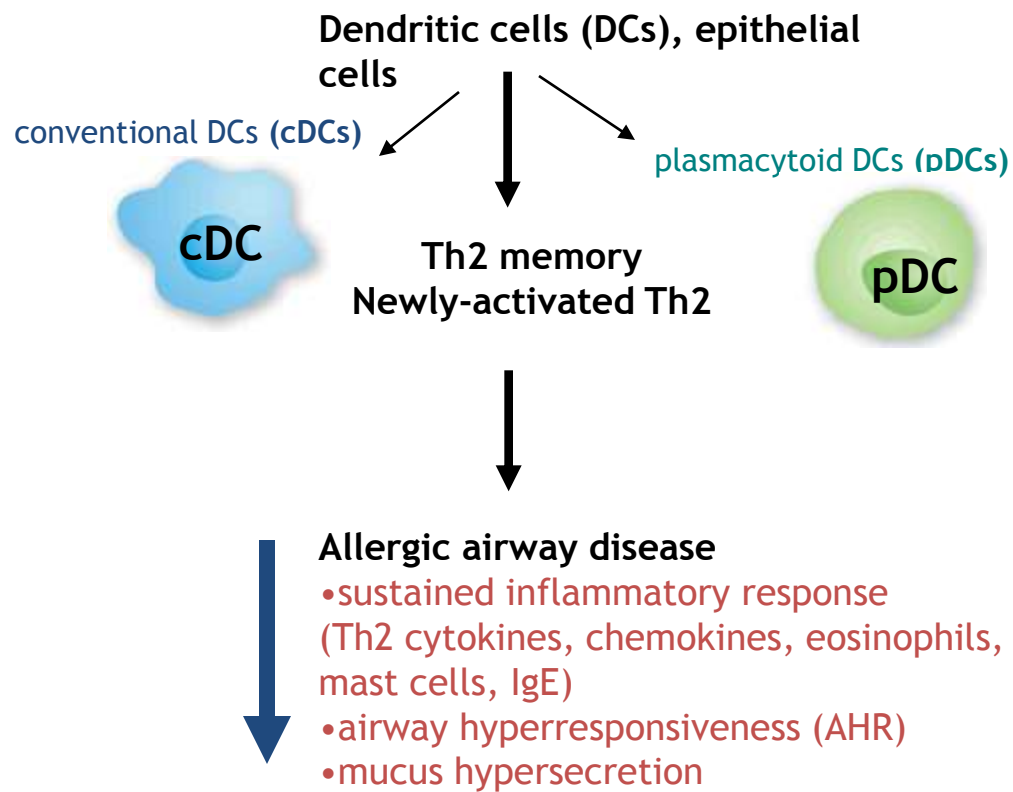 Dendritic cells (DCs), epithelial
cells
conventional DCs (cDCs)
plasmacytoid DCs (pDCs)
cDC
pDC
Th2 memory
Newly-activated Th2
Allergic airway disease
•sustained inflammatory response
(Th2 cytokines, chemokines, eosinophils,
mast cells, IgE)
•airway hyperresponsiveness (AHR)
•mucus hypersecretion